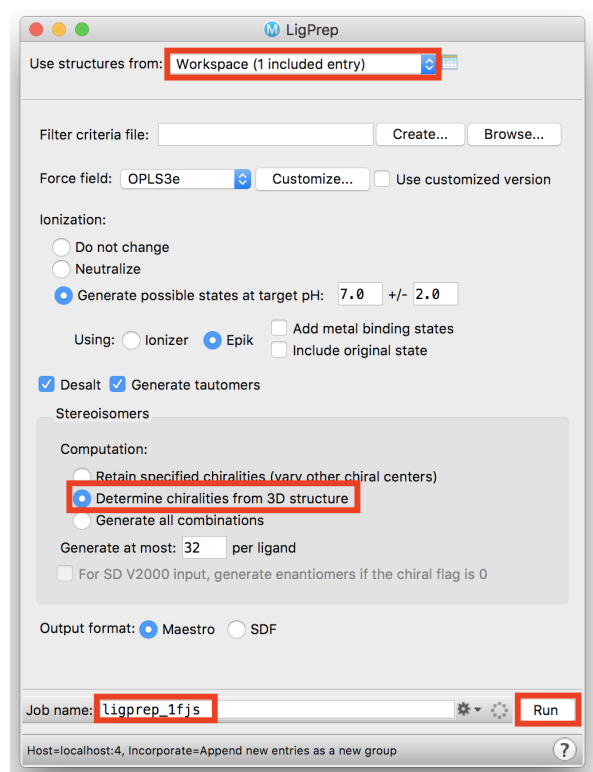 LigPrep
Use structures from: Workspace (1 included entry)
Filter criteria file: Create... Browse...
Force field: OPLS3e Customize... Use customized version
Ionization:
Do not change
Neutralize
Generate possible states at target pH: 7.0 +/- 2.0
Add metal binding states
Using: Ionizer Epik
Include original state
Desalt Generate tautomers
Stereoisomers
Computation:
Retain specified chiralities (vary other chiral centers)
Determine chiralities from 3D structure
Generate all combinations
Generate at most: 32 per ligand
For SD V2000 input, generate enantiomers if the chiral flag is 0
Output format: Maestro SDF
Job name: ligprep_1fjs Run
Host=localhost:4, Incorporate=Append new entries as a new group ?